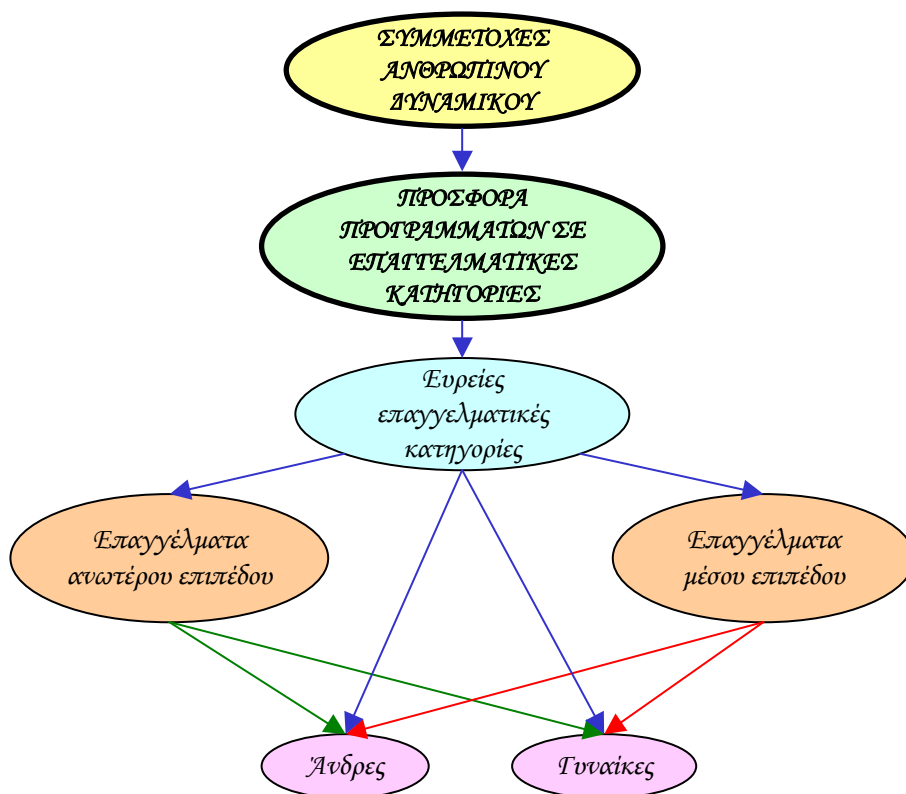 ΣΥΜΜΕΤΟΧΕΣ
ΑΝΘΡΩΠΙΝΟΥ
ΔΥΝΑΜΙΚΟΥ
ΠΡΟΣΦΟΡΑ
ΠΡΟΓΡΑΜΜΑΤΩΝ ΣΕ
ΕΠΑΓΓΕΛΜΑΤΙΚΕΣ
ΚΑΤΗΓΟΡΙΕΣ
Ευρείες
επαγγελματικές
κατηγορίες
Επαγγέλματα
ανωτέρου επιπέδου
Επαγγέλματα
μέσου επιπέδου
Άνδρες
Γυναίκες